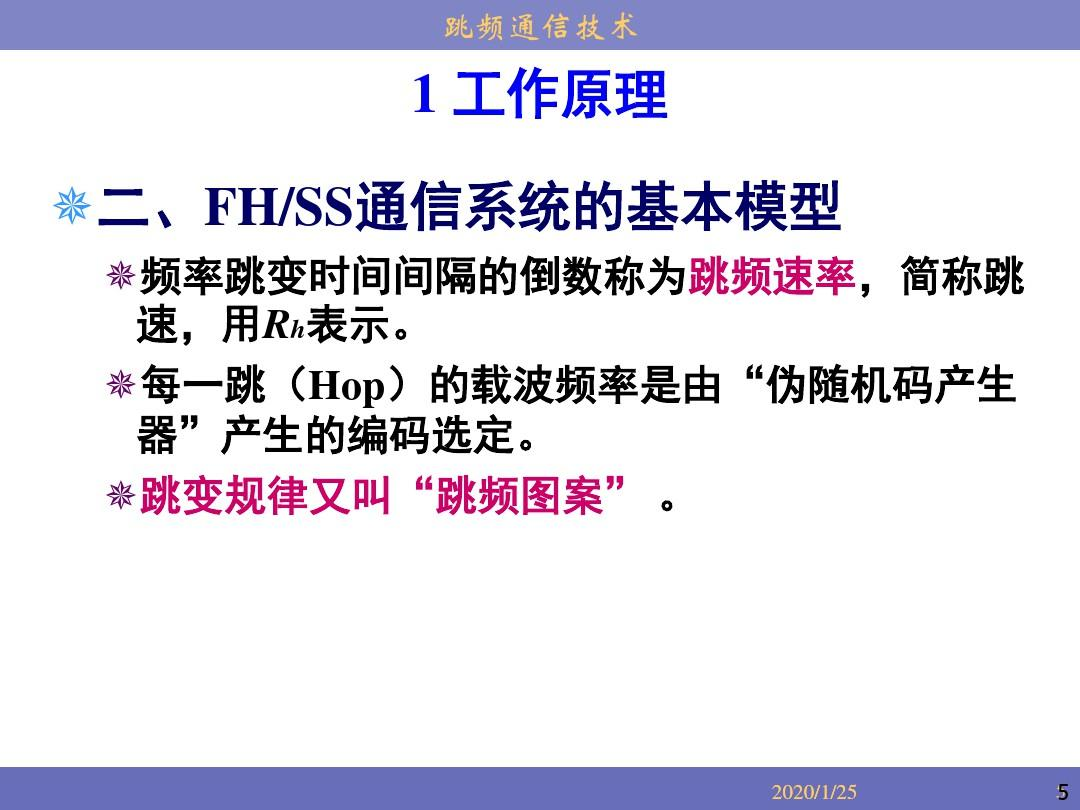 跳频通信技术
1 工作原理
二、FH/SS通信系统的基本模型
频率跳变时间间隔的倒数称为跳频速率，简称跳
速，用Rh表示。
每一跳（Hop）的载波频率是由“伪随机码产生
器”产生的编码选定。
跳变规律又叫“跳频图案” 。
2020/1/25
5